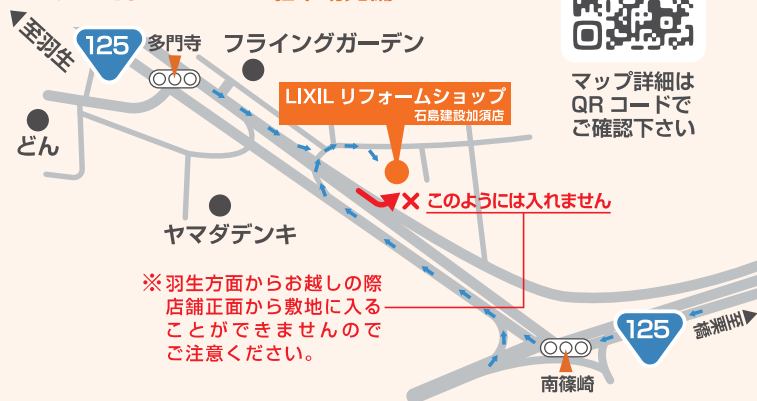 至羽生
125
多門寺
フライングガーデン
LIXIL リフォームショップ
石島建設加須店
マップ詳細は
QR コードで
ご確認下さい
どん
このようには入れません
ヤマダデンキ
※ 羽生方面からお越しの際
店舗正面から敷地に入る
ことができませんので
ご注意ください。
125
至栗橋
南篠崎